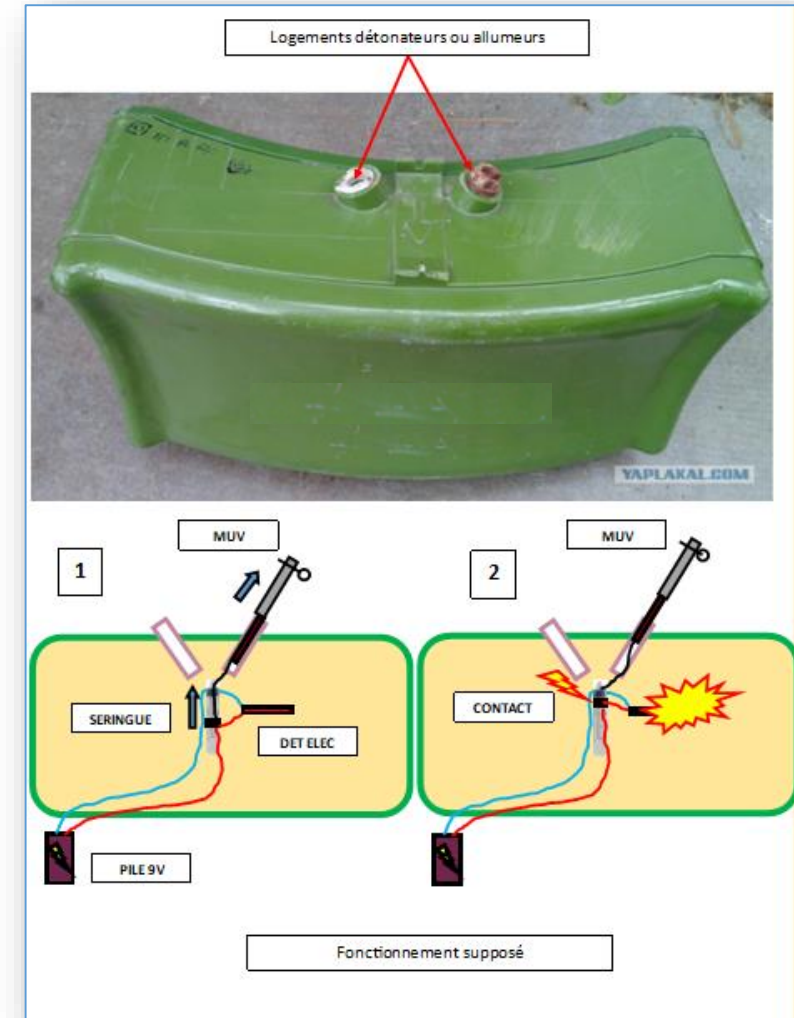 Logements détonateurs ou allumeurs
YAPLAKAL.COM
MUV
MUV
1
2
SERINGUE
CONTACT
DET ELEC
PILE 9V
Fonctionnement supposé